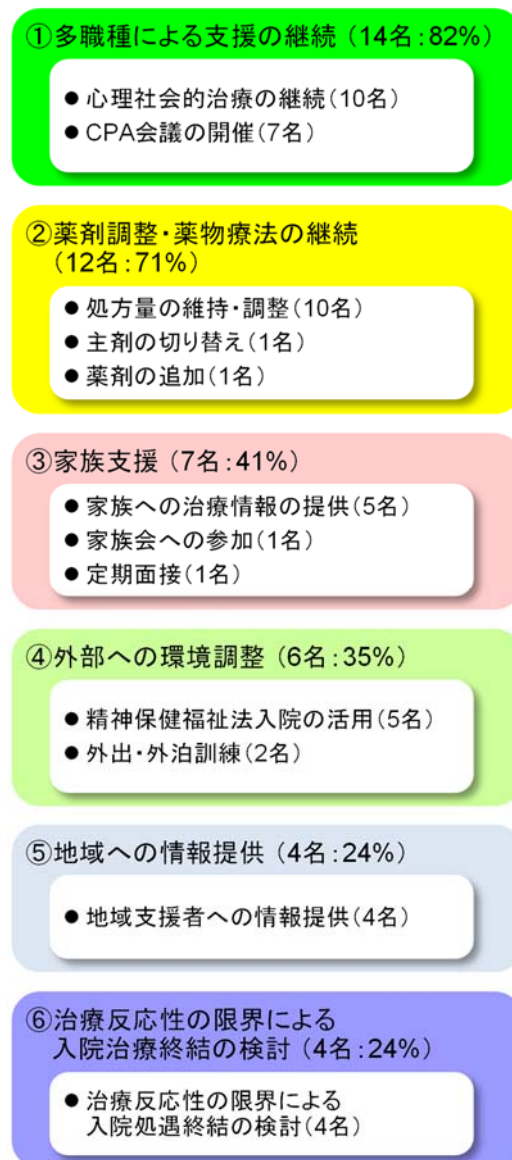 ①多職種による支援の継続（14名：82%）
● 心理社会的治療の継続（10名）
● CPA会議の開催（7名）
②薬剤調整・薬物療法の継続
（12名：71%）
● 処方量の維持・調整（10名）
● 主剤の切り替え（1名）
● 薬剤の追加（1名）
③家族支援（7名：41%）
● 家族への治療情報の提供（5名）
● 家族会への参加（1名）
● 定期面接（1名）
④外部への環境調整（6名：35%）
● 精神保健福祉法入院の活用（5名）
● 外出・外泊訓練（2名）
⑤地域への情報提供（4名：24%）
● 地域支援者への情報提供（4名）
⑥治療反応性の限界による
入院治療終結の検討（4名：24%）
● 治療反応性の限界による
入院処遇終結の検討（4名）